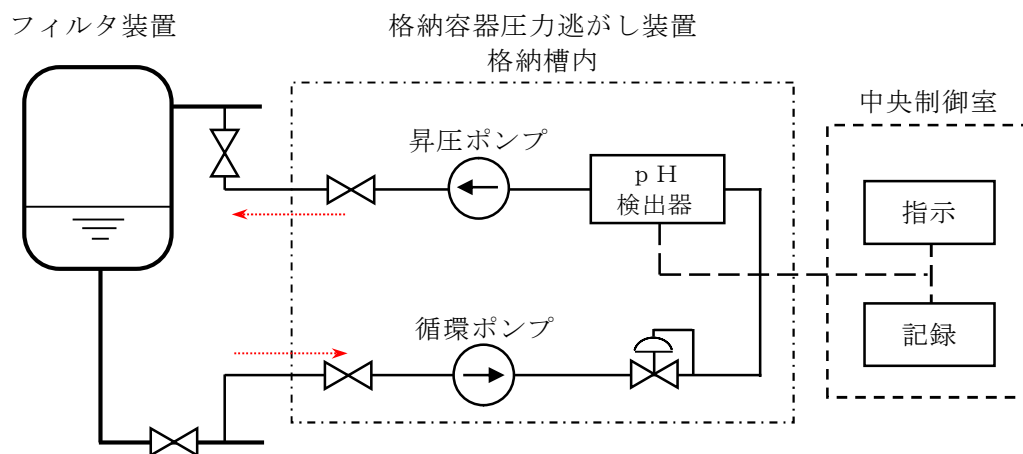 フィルタ装置
格納容器圧力逃がし装置
格納槽内
中央制御室
昇圧ポンプ
ｐＨ
検出器
指示
循環ポンプ
記録